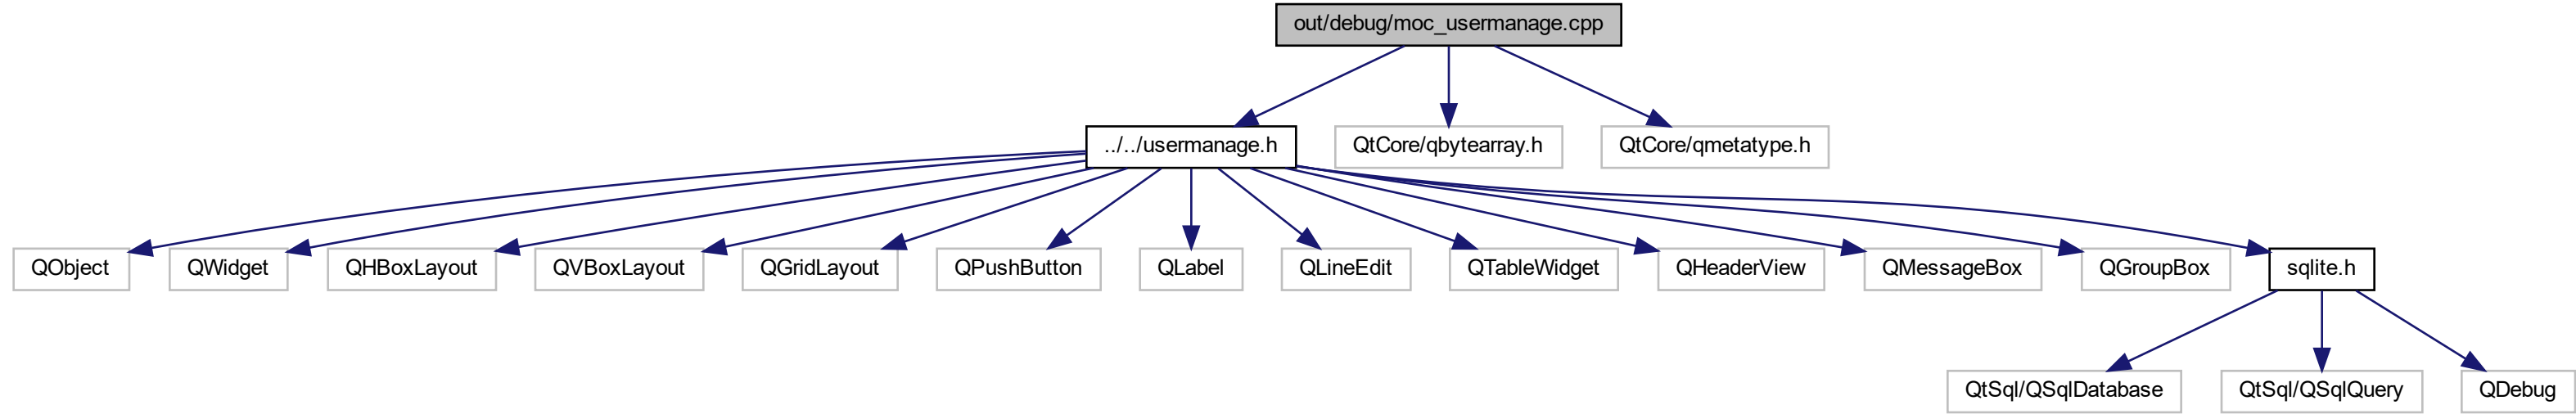 out/debug/moc_usermanage.cpp
../../usermanage.h
QtCore/qbytearray.h
QtCore/qmetatype.h
QObject
QWidget
QHBoxLayout
QVBoxLayout
QGridLayout
QPushButton
QLabel
QLineEdit
QTableWidget
QHeaderView
QMessageBox
QGroupBox
sqlite.h
QtSql/QSqlDatabase
QtSql/QSqlQuery
QDebug